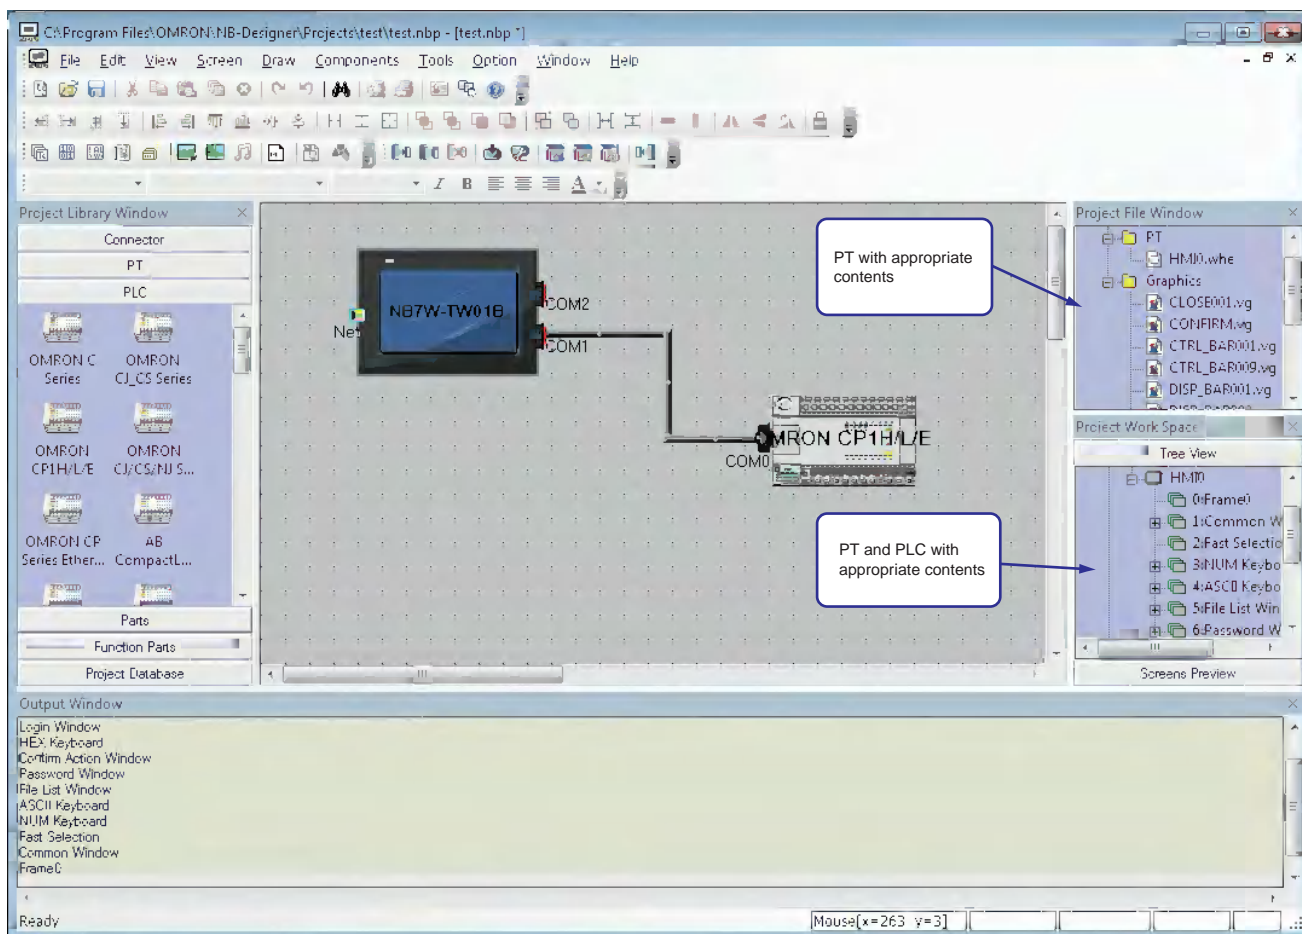 C:\Program Files\OMRON\NB-Designer\Projects\test\test.nbp - [test.nbp *]
File Edit View Screen Draw Components Tools Option Window Help
Project Library Window
Connector
PT
PLC
OMRON C Series
OMRON CJ_CS Series
OMRON CP1H/L/E
OMRON CJ/CS/NJ S...
OMRON CP Series Ether...
AB CompactL...
Parts
Function Parts
Project Database
NB7W-TW01B
COM2
COM1
Ne
COM0
MRON CP1H/L/E
PT with appropriate
contents
PT and PLC with
appropriate contents
Project File Window
PT
HMI0.whe
Graphics
CLOSE001.vg
CONFIRM.vg
CTRL_BAR001.vg
CTRL_BAR009.vg
DISP_BAR001.vg
Project Work Space
Tree View
HMI0
0:Frame0
1:Common W
2:Fast Selectio
3:NUM Keybo
4:ASCII Keybo
5:File List Win
6:Password W
Screens Preview
Output Window
Login Window
HEX Keyboard
Confirm Action Window
Password Window
File List Window
ASCII Keyboard
NUM Keyboard
Fast Selection
Common Window
Frame0
Ready
Mouse[x=263 y=3]